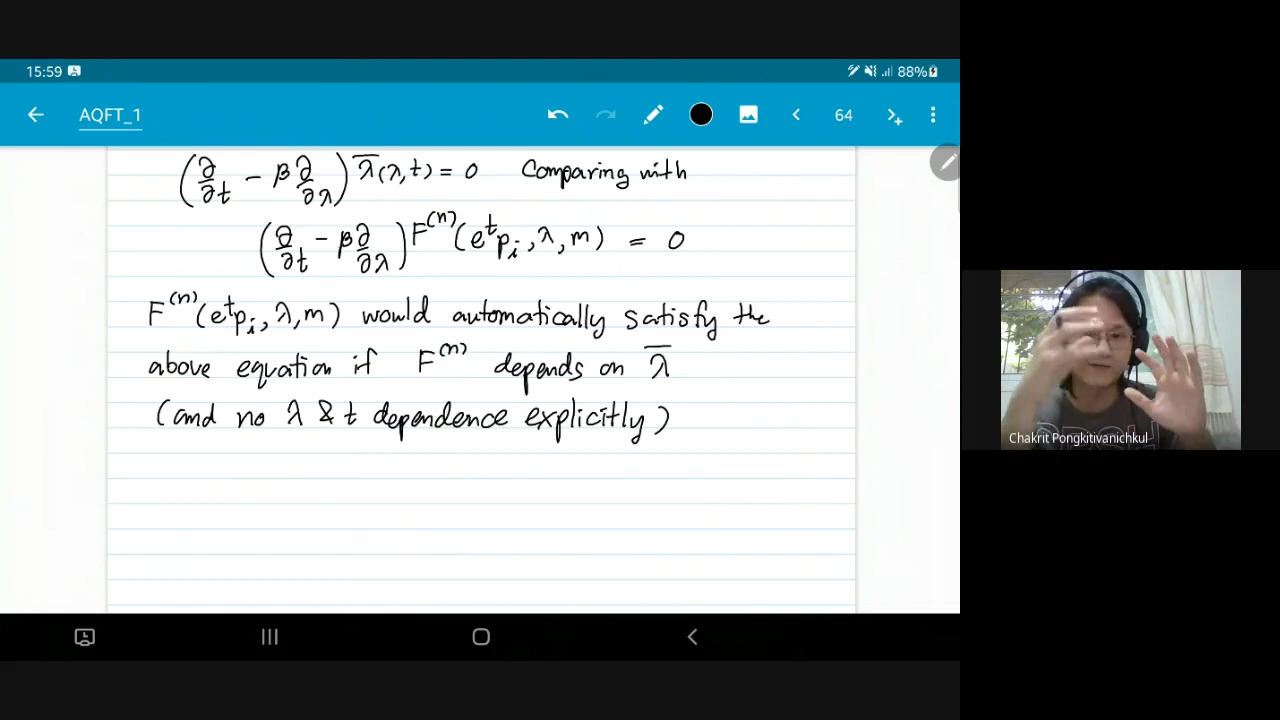 15:59 88%
AQFT_1 64
(∂/∂t − β ∂/∂λ) λ̅(λ,t) = 0 Comparing with
(∂/∂t − β ∂/∂λ) F⁽ⁿ⁾(eᵗpᵢ, λ, m) = 0
F⁽ⁿ⁾(eᵗpᵢ, λ, m) would automatically satisfy the
above equation if F⁽ⁿ⁾ depends on λ̅
(and no λ & t dependence explicitly)
Chakrit Pongkitivanichkul